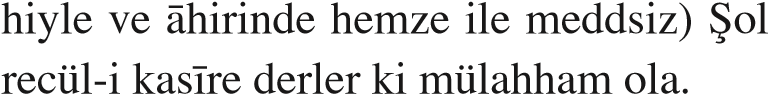 hiyle ve āhirinde hemze ile meddsiz) Şol
recül-i kasīre derler ki mülahham ola.